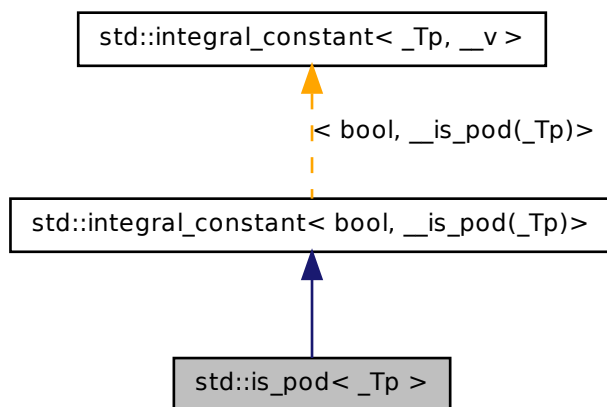 std::integral_constant< _Tp, __v >
< bool, __is_pod(_Tp)>
std::integral_constant< bool, __is_pod(_Tp)>
std::is_pod< _Tp >